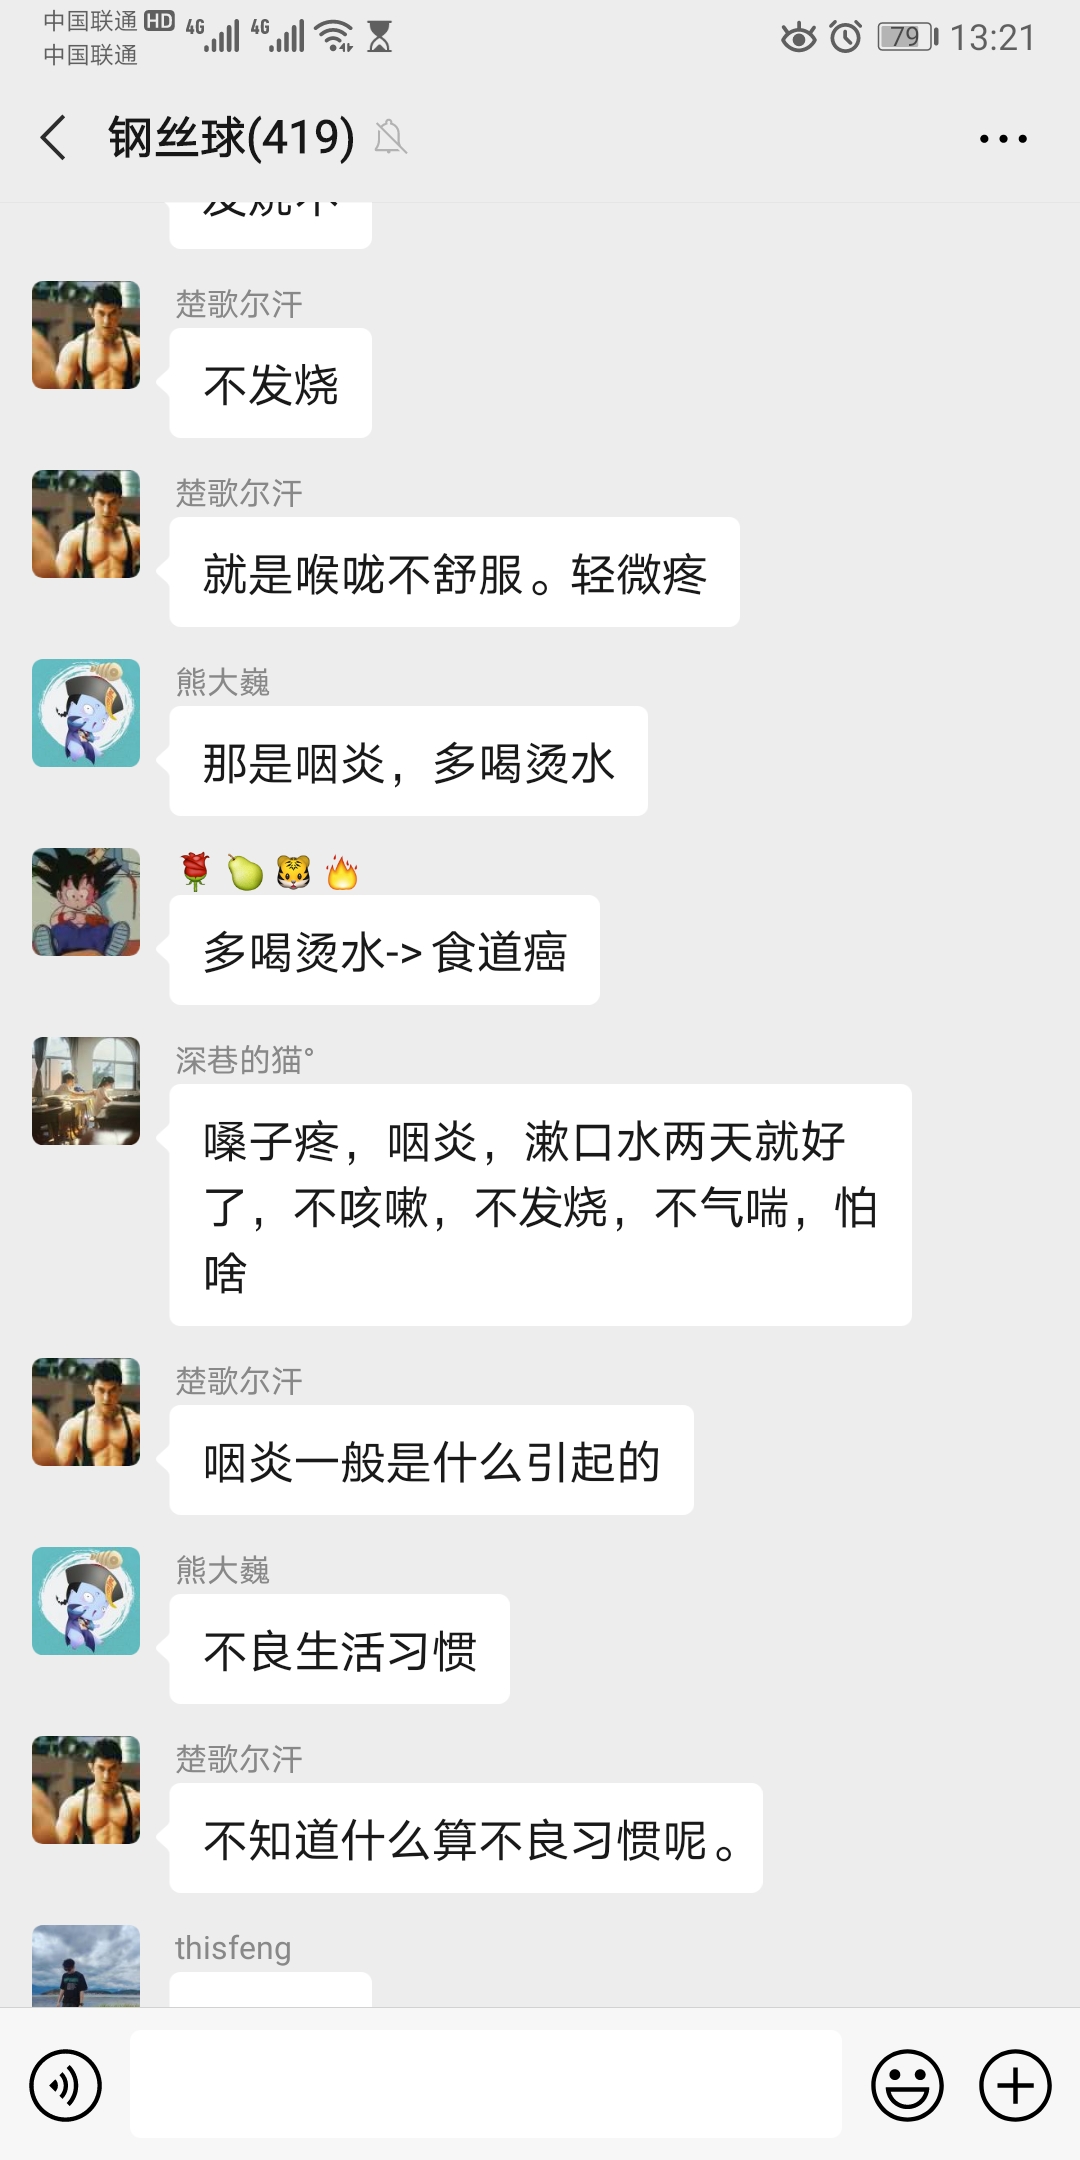 中国联通 HD 4G 4G 79 13:21
中国联通
钢丝球(419)
发烧不
楚歌尔汗
不发烧
楚歌尔汗
就是喉咙不舒服。轻微疼
熊大巍
那是咽炎，多喝烫水
🌹🍐🐯🔥
多喝烫水->食道癌
深巷的猫°
嗓子疼，咽炎，漱口水两天就好
了，不咳嗽，不发烧，不气喘，怕
啥
楚歌尔汗
咽炎一般是什么引起的
熊大巍
不良生活习惯
楚歌尔汗
不知道什么算不良习惯呢。
thisfeng